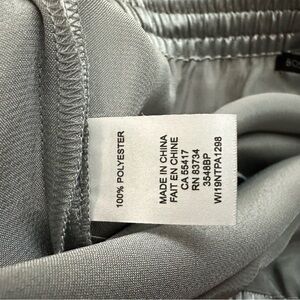 100% POLYESTER
MADE IN CHINA
FAIT EN CHINE
CA 55417
RN 83734
3548BP
WI19NTPA1298